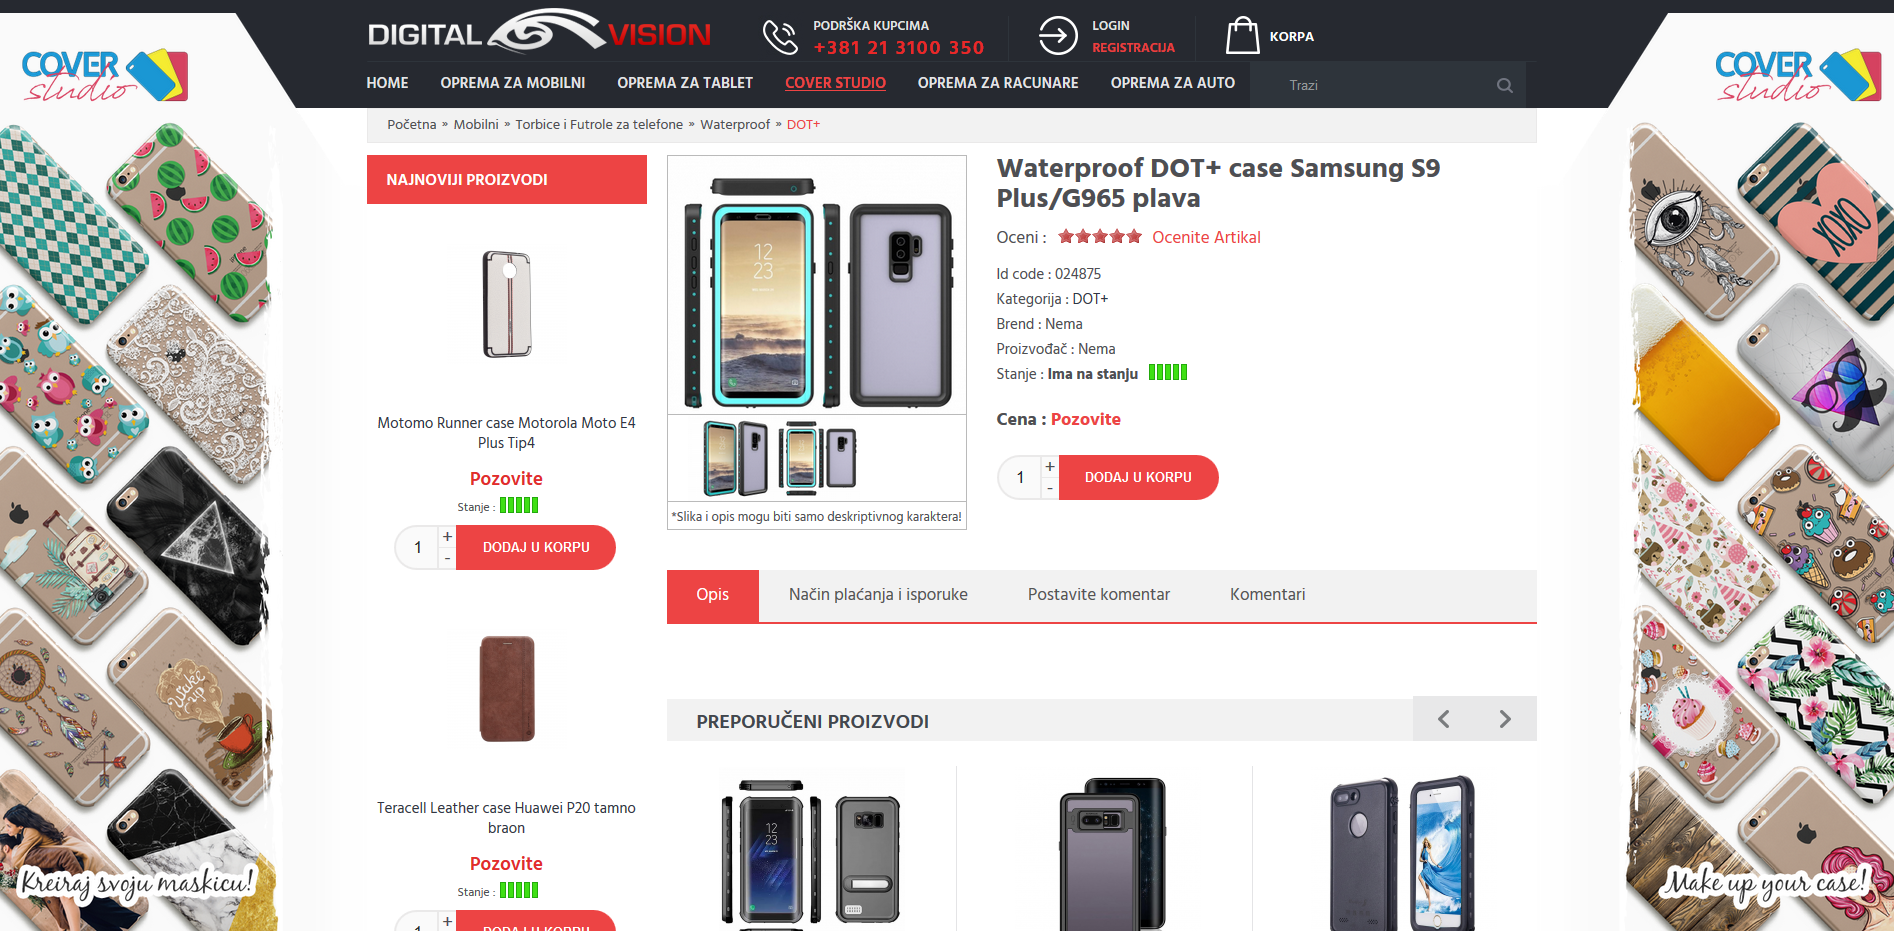 COVER
studio
DIGITAL VISION
PODRŠKA KUPCIMA
+381 21 3100 350
LOGIN
REGISTRACIJA
KORPA
COVER
studio
HOME
OPREMA ZA MOBILNI
OPREMA ZA TABLET
COVER STUDIO
OPREMA ZA RACUNARE
OPREMA ZA AUTO
Trazi
Početna » Mobilni » Torbice i Futrole za telefone » Waterproof » DOT+
NAJNOVIJI PROIZVODI
Motomo Runner case Motorola Moto E4
Plus Tip4
Pozovite
Stanje :
1
+
-
DODAJ U KORPU
Teracell Leather case Huawei P20 tamno
braon
Pozovite
Stanje :
1
+
DODAJ U KORPU
12
23
*Slika i opis mogu biti samo deskriptivnog karaktera!
Waterproof DOT+ case Samsung S9
Plus/G965 plava
Oceni :
Ocenite Artikal
Id code : 024875
Kategorija : DOT+
Brend : Nema
Proizvođač : Nema
Stanje : Ima na stanju
Cena : Pozovite
1
+
-
DODAJ U KORPU
Opis
Način plaćanja i isporuke
Postavite komentar
Komentari
PREPORUČENI PROIZVODI
12
23
XOXO
Wake
up
Kreiraj svoju maskicu!
Make up your case!